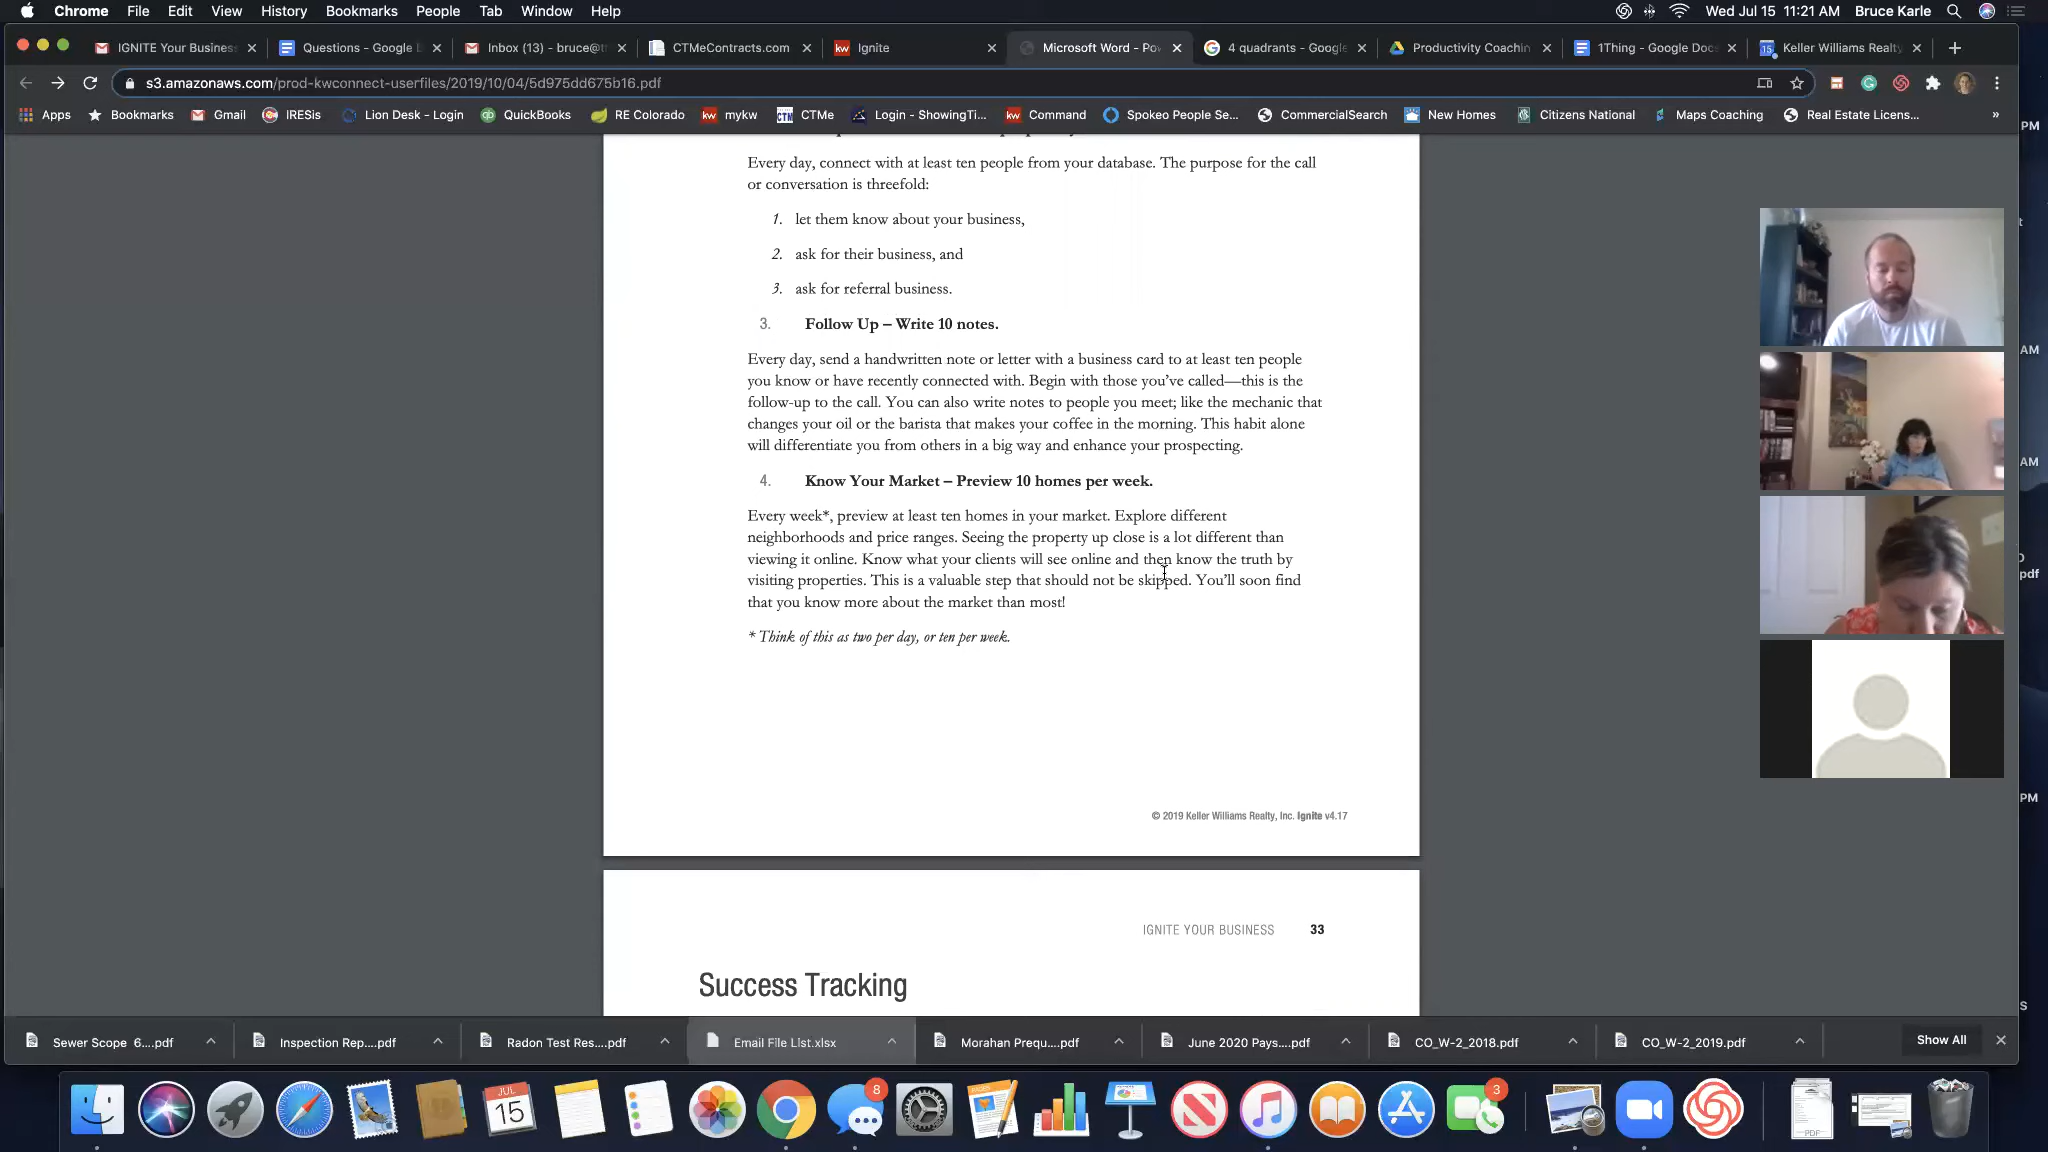 Chrome File Edit View History Bookmarks People Tab Window Help
Wed Jul 15 11:21 AM Bruce Karle
IGNITE Your Business
Questions - Google
Inbox (13) - bruce@
CTMeContracts.com
kw Ignite
Microsoft Word - Po
4 quadrants - Google
Productivity Coachin
1Thing - Google Docs
Keller Williams Realty
s3.amazonaws.com/prod-kwconnect-userfiles/2019/10/04/5d975dd675b16.pdf
Apps Bookmarks Gmail IRESis Lion Desk - Login QuickBooks RE Colorado kw mykw CTM CTMe Login - ShowingTi... kw Command Spokeo People Se... CommercialSearch New Homes Citizens National Maps Coaching Real Estate Licens... »
Every day, connect with at least ten people from your database. The purpose for the call
or conversation is threefold:
1. let them know about your business,
2. ask for their business, and
3. ask for referral business.
3. Follow Up – Write 10 notes.
Every day, send a handwritten note or letter with a business card to at least ten people
you know or have recently connected with. Begin with those you’ve called—this is the
follow-up to the call. You can also write notes to people you meet; like the mechanic that
changes your oil or the barista that makes your coffee in the morning. This habit alone
will differentiate you from others in a big way and enhance your prospecting.
4. Know Your Market – Preview 10 homes per week.
Every week*, preview at least ten homes in your market. Explore different
neighborhoods and price ranges. Seeing the property up close is a lot different than
viewing it online. Know what your clients will see online and then know the truth by
visiting properties. This is a valuable step that should not be skipped. You’ll soon find
that you know more about the market than most!
* Think of this as two per day, or ten per week.
© 2019 Keller Williams Realty, Inc. Ignite v4.17
IGNITE YOUR BUSINESS 33
Success Tracking
PM
AM
AM
pdf
PM
S
Sewer Scope 6....pdf
Inspection Rep....pdf
Radon Test Res....pdf
Email File LIst.xlsx
Morahan Prequ....pdf
June 2020 Pays....pdf
CO_W-2_2018.pdf
CO_W-2_2019.pdf
Show All
JUL
15
8
3
PDF